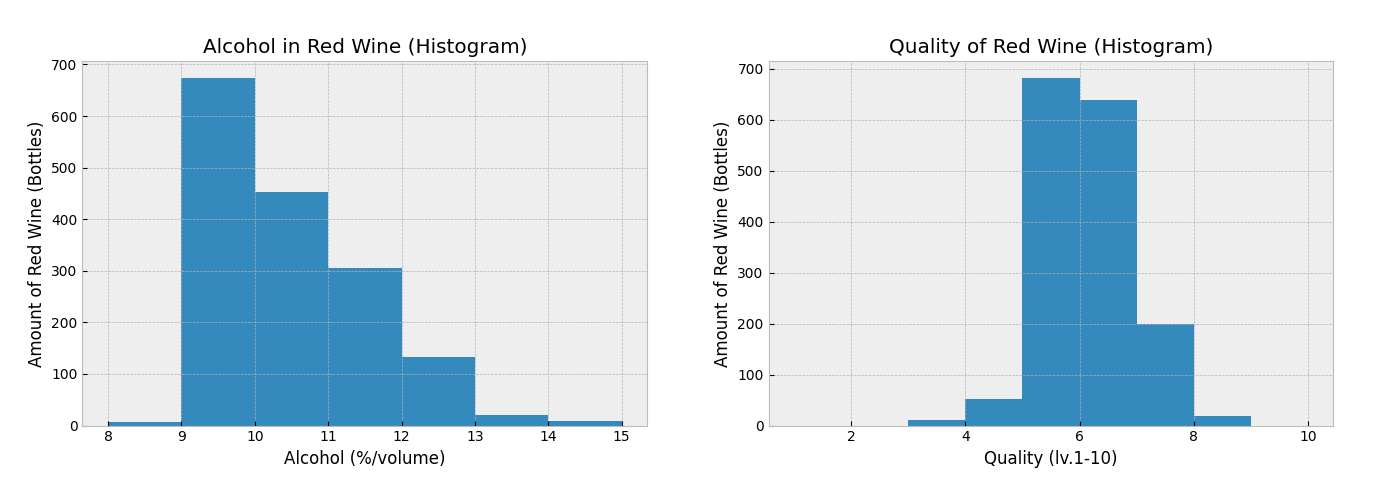 Alcohol in Red Wine (Histogram)
700
600
500
400
300
200
100
0
Amount of Red Wine (Bottles)
8 9 10 11 12 13 14 15
Alcohol (%/volume)
Quality of Red Wine (Histogram)
700
600
500
400
300
200
100
0
Amount of Red Wine (Bottles)
2 4 6 8 10
Quality (lv.1-10)